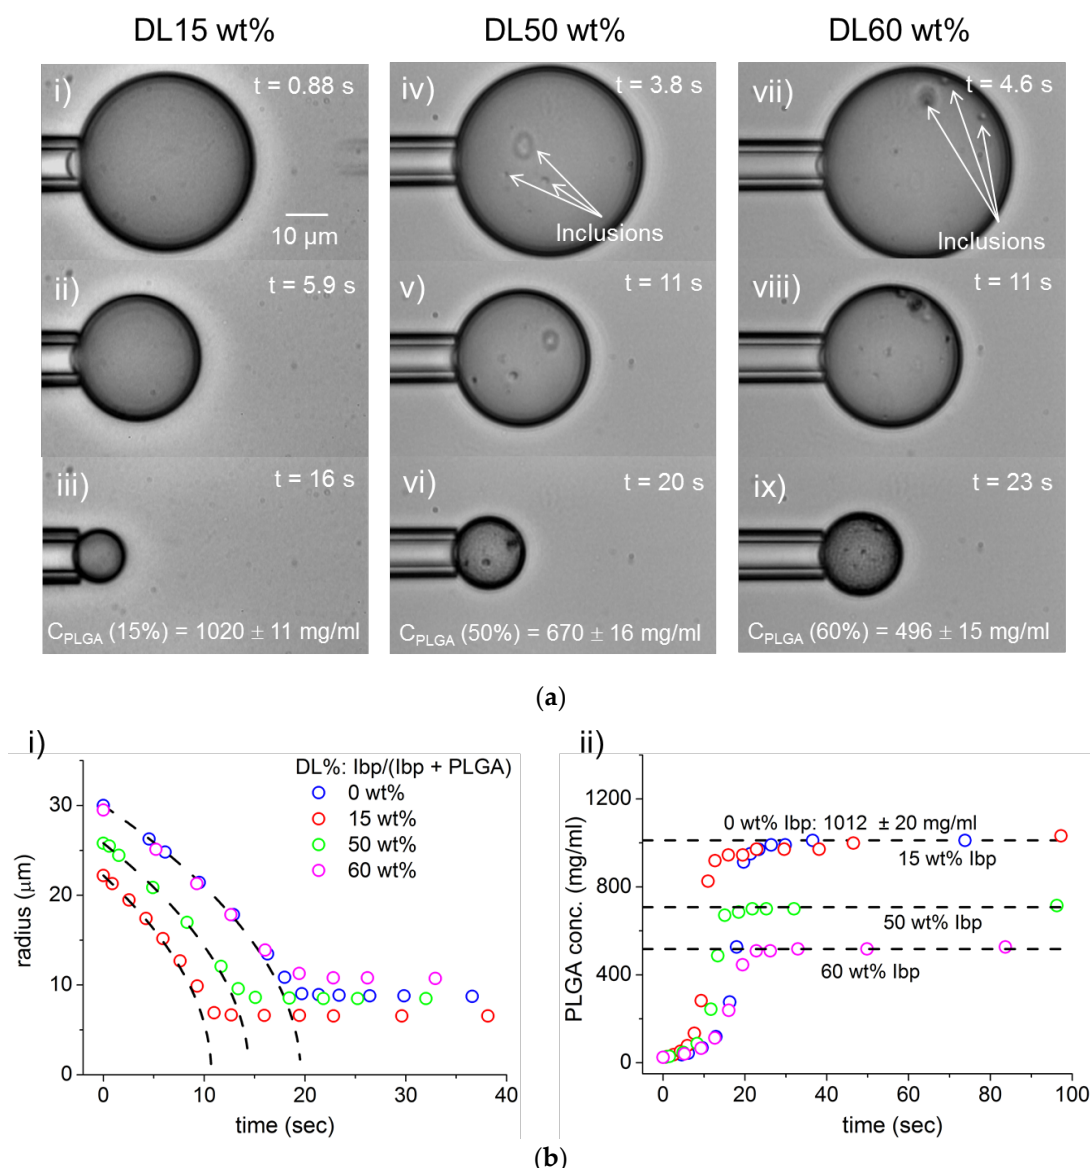 DL15 wt% DL50 wt% DL60 wt%
i) t = 0.88 s iv) t = 3.8 s vii) t = 4.6 s
10 μm Inclusions Inclusions
ii) t = 5.9 s v) t = 11 s viii) t = 11 s
iii) t = 16 s vi) t = 20 s ix) t = 23 s
C_PLGA (15%) = 1020 ± 11 mg/ml C_PLGA (50%) = 670 ± 16 mg/ml C_PLGA (60%) = 496 ± 15 mg/ml
(a)
i)
DL%: Ibp/(Ibp + PLGA)
0 wt%
15 wt%
50 wt%
60 wt%
30
20
10
0
radius (μm)
0 10 20 30 40
time (sec)
ii)
1200
800
400
0
PLGA conc. (mg/ml)
0 wt% Ibp: 1012 ± 20 mg/ml
15 wt% Ibp
50 wt% Ibp
60 wt% Ibp
0 20 40 60 80 100
time (sec)
(b)